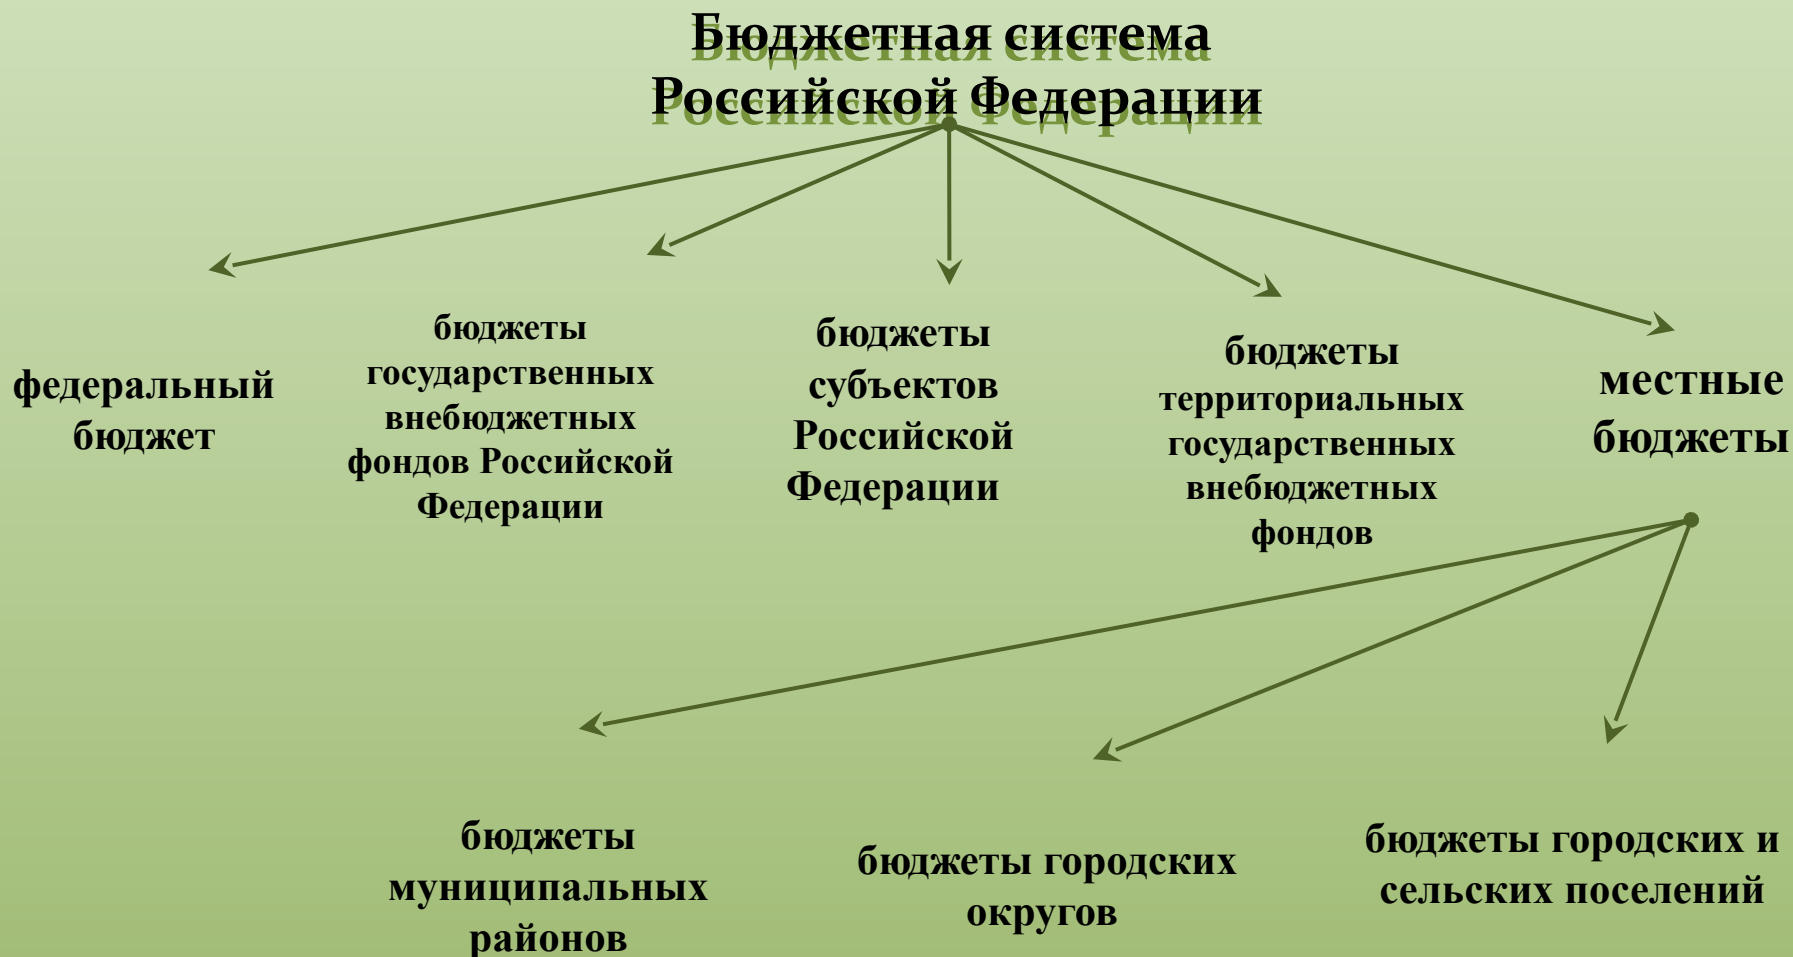 Бюджетная система
Российской Федерации
федеральный
бюджет
бюджеты
государственных
внебюджетных
фондов Российской
Федерации
бюджеты
субъектов
Российской
Федерации
бюджеты
территориальных
государственных
внебюджетных
фондов
местные
бюджеты
бюджеты
муниципальных
районов
бюджеты городских
округов
бюджеты городских и
сельских поселений